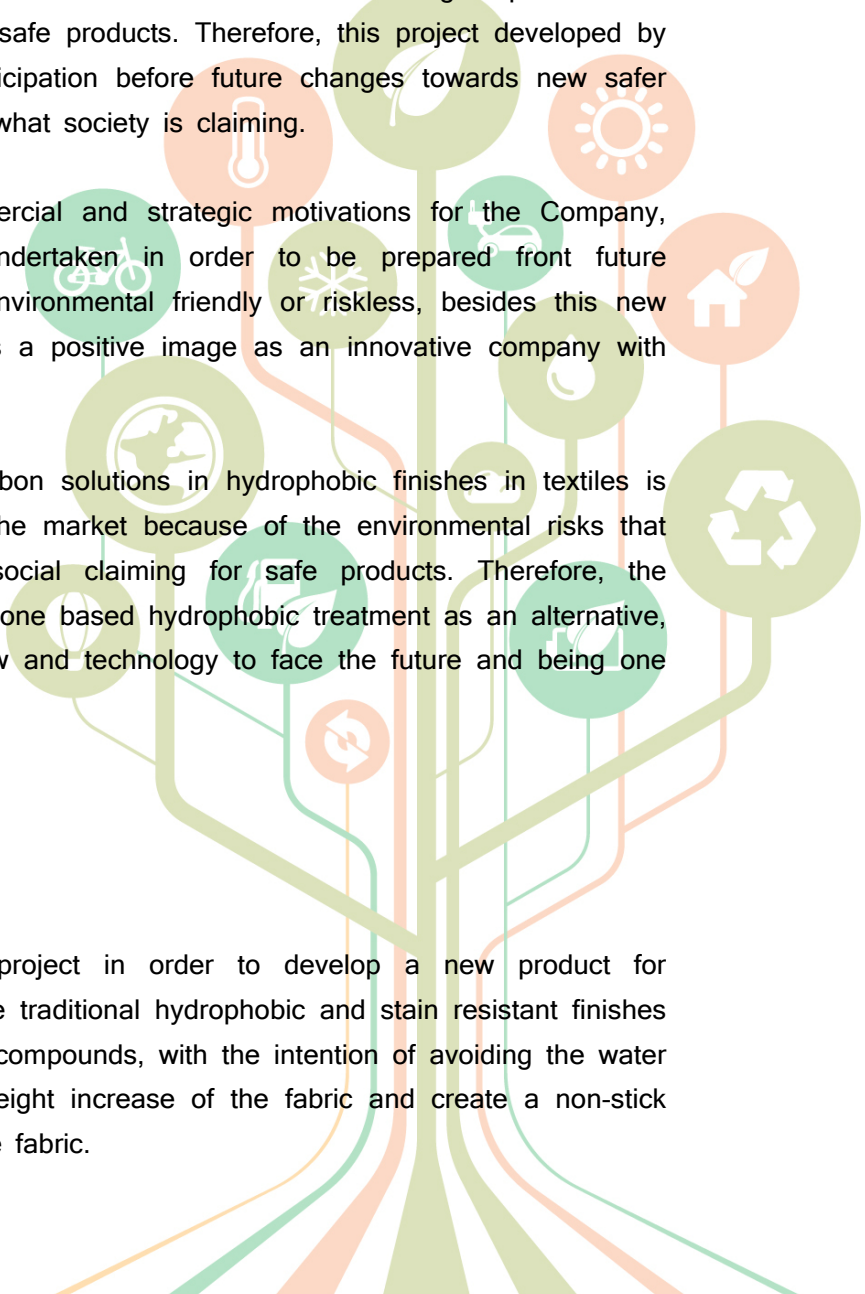 safe products. Therefore, this project developed by
icipation before future changes towards new safer
what society is claiming.
ercial and strategic motivations for the Company,
ndertaken in order to be prepared front future
nvironmental friendly or riskless, besides this new
s a positive image as an innovative company with
bon solutions in hydrophobic finishes in textiles is
he market because of the environmental risks that
social claiming for safe products. Therefore, the
one based hydrophobic treatment as an alternative,
w and technology to face the future and being one
project in order to develop a new product for
e traditional hydrophobic and stain resistant finishes
compounds, with the intention of avoiding the water
eight increase of the fabric and create a non-stick
e fabric.